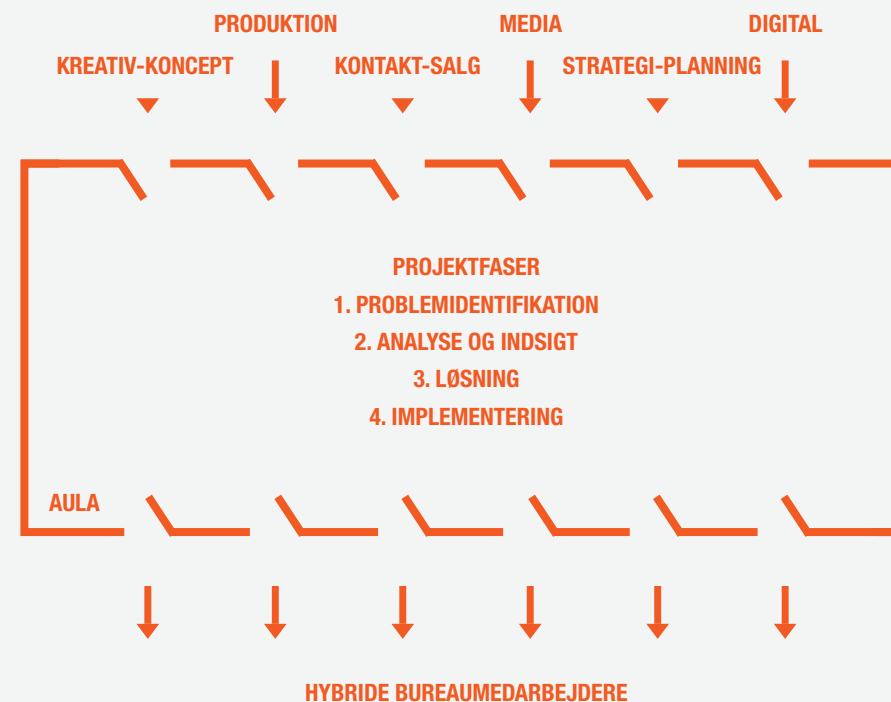 PRODUKTION
MEDIA
DIGITAL
KREATIV-KONCEPT
KONTAKT-SALG
STRATEGI-PLANNING
PROJEKTFASER
1. PROBLEMIDENTIFIKATION
2. ANALYSE OG INDSIGT
3. LØSNING
4. IMPLEMENTERING
AULA
HYBRIDE BUREAUMEDARBEJDERE